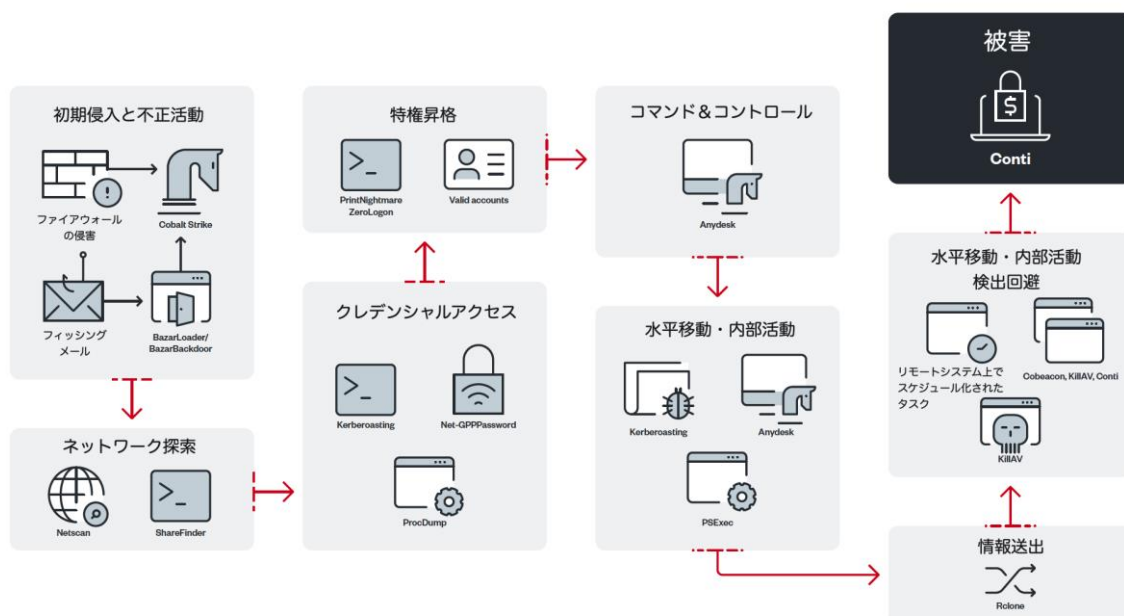 初期侵入と不正活動
ファイアウォール
の侵害
Cobalt Strike
フィッシング
メール
BazarLoader/
BazarBackdoor
ネットワーク探索
Netscan
ShareFinder
クレデンシャルアクセス
Kerberoasting
Net-GPPPassword
ProcDump
特権昇格
PrintNightmare
ZeroLogon
Valid accounts
コマンド＆コントロール
Anydesk
水平移動・内部活動
Kerberoasting
Anydesk
PSExec
情報送出
Rclone
水平移動・内部活動
検出回避
リモートシステム上で
スケジュール化された
タスク
Cobeacon, KillAV, Conti
KillAV
被害
$
Conti